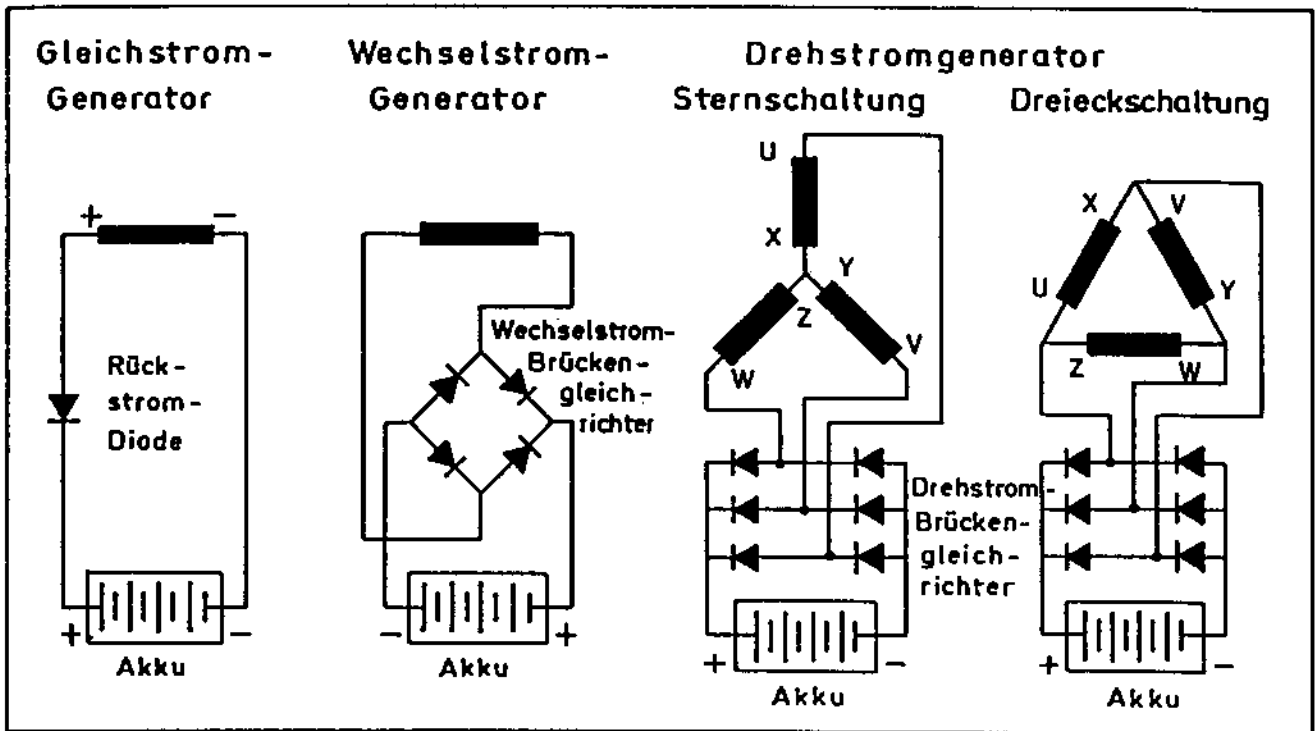 Gleichstrom-
Generator
+ -
Rück-
strom-
Diode
+ -
Akku
Wechselstrom-
Generator
Wechselstrom-
Brücken-
gleich-
richter
- +
Akku
Drehstromgenerator
Sternschaltung
U
X
Y
Z
V
W
Drehstrom-
Brücken-
gleich-
richter
+ -
Akku
Dreieckschaltung
X V
U Y
Z W
+ -
Akku